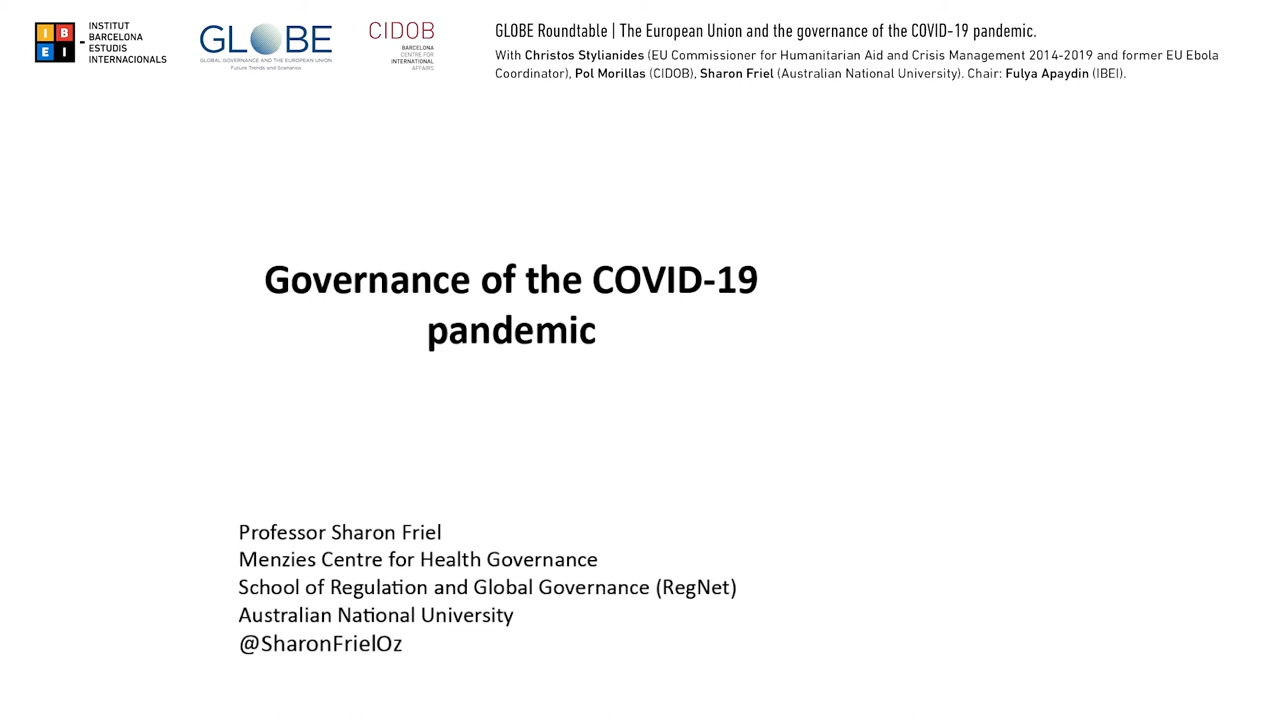 INSTITUT
BARCELONA
ESTUDIS
INTERNACIONALS
IB
EI
GLOBE
GLOBAL GOVERNANCE AND THE EUROPEAN UNION
Future Trends and Scenarios
CIDOB
BARCELONA
CENTRE FOR
INTERNATIONAL
AFFAIRS
GLOBE Roundtable | The European Union and the governance of the COVID-19 pandemic.
With Christos Stylianides (EU Commissioner for Humanitarian Aid and Crisis Management 2014-2019 and former EU Ebola
Coordinator), Pol Morillas (CIDOB), Sharon Friel (Australian National University). Chair: Fulya Apaydin (IBEI).
Governance of the COVID-19
pandemic
Professor Sharon Friel
Menzies Centre for Health Governance
School of Regulation and Global Governance (RegNet)
Australian National University
@SharonFrielOz